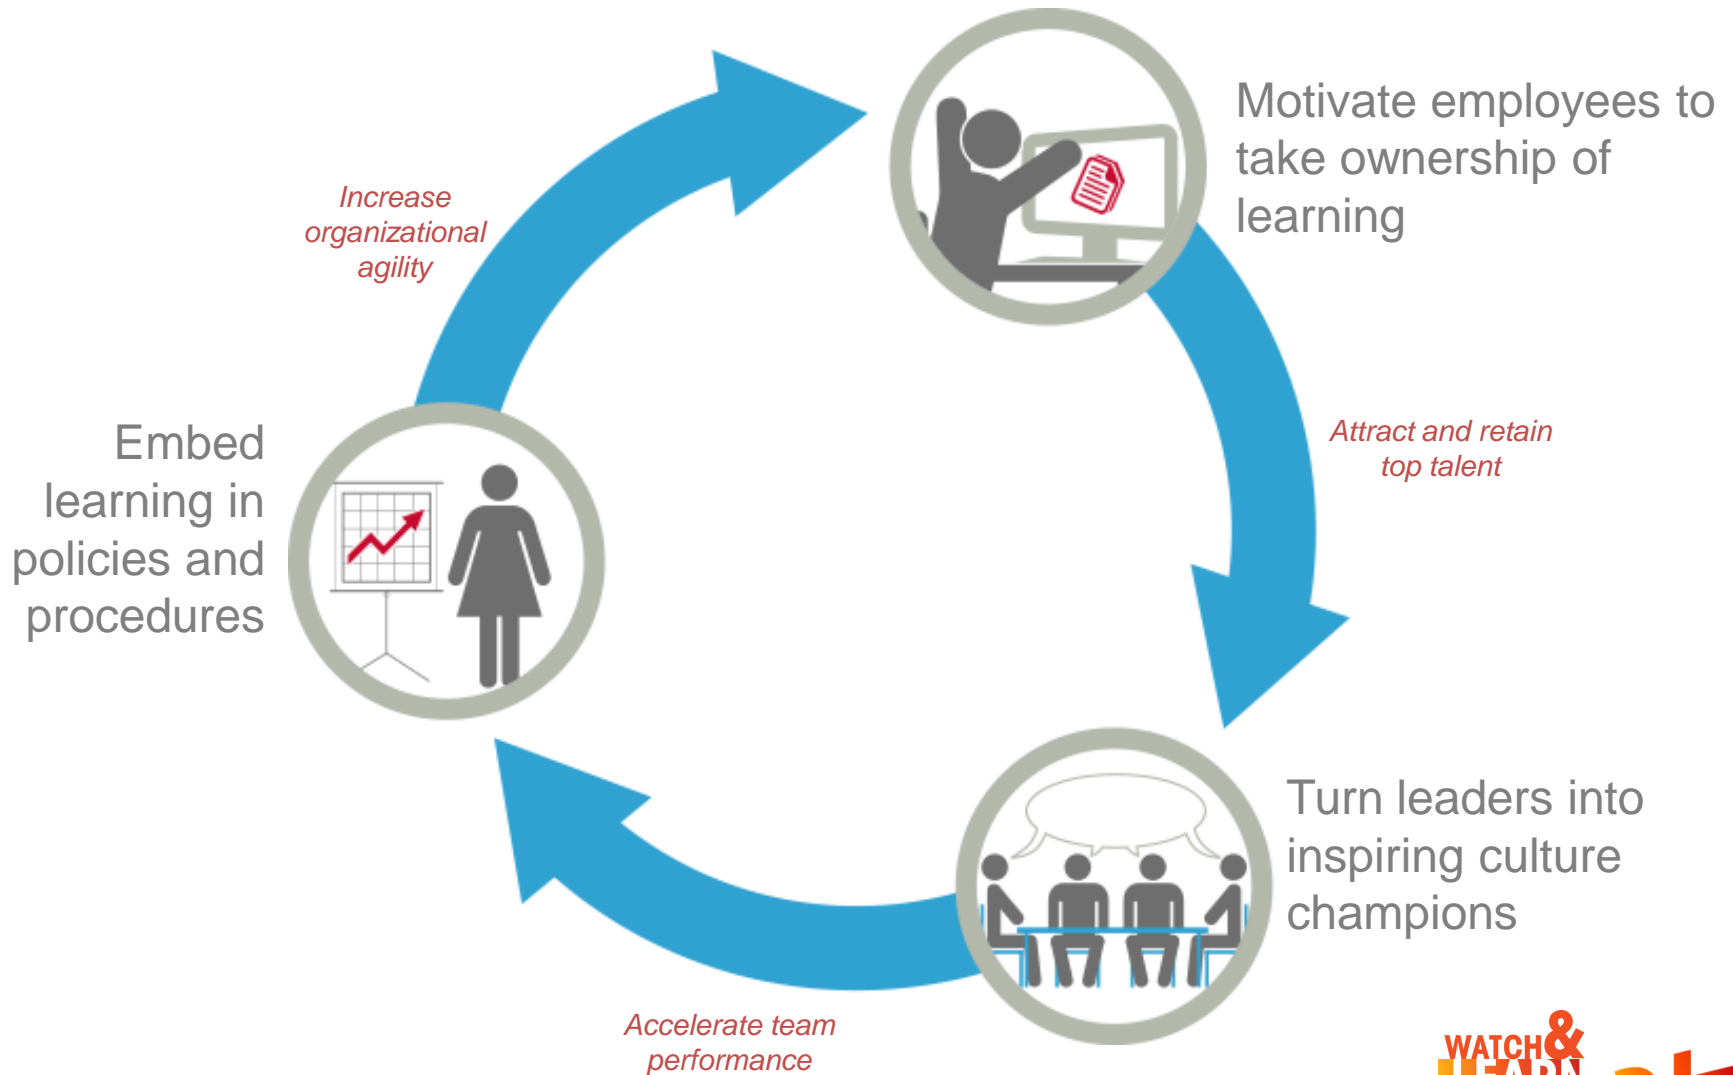 Motivate employees to
take ownership of
learning
Increase
organizational
agility
Attract and retain
top talent
Embed
learning in
policies and
procedures
Turn leaders into
inspiring culture
champions
Accelerate team
performance
WATCH&
LEARN